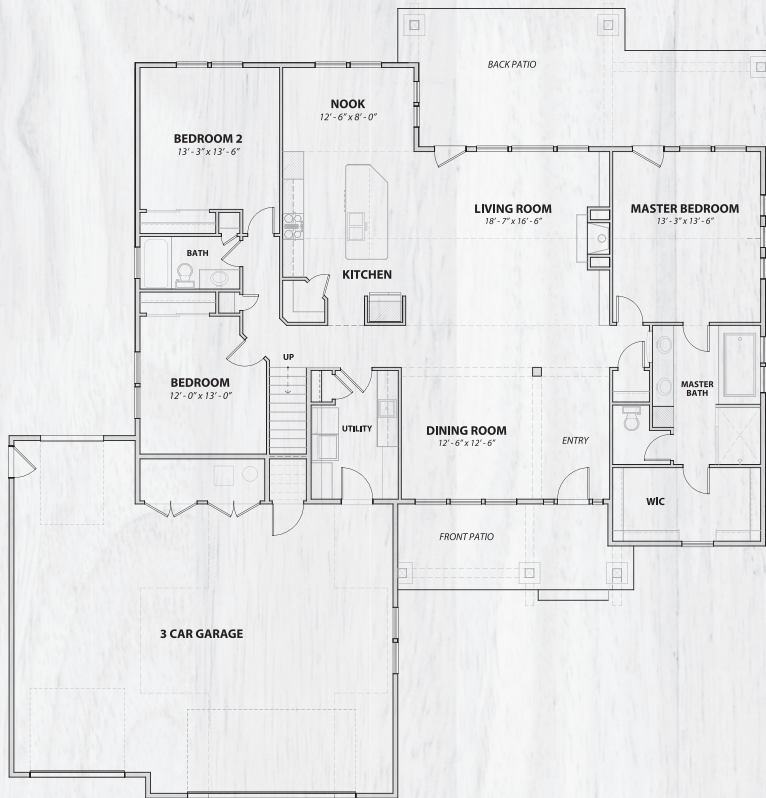 BACK PATIO
NOOK
12' - 6" x 8' - 0"
BEDROOM 2
13' - 3" x 13' - 6"
LIVING ROOM
18' - 7" x 16' - 6"
MASTER BEDROOM
13' - 3" x 13' - 6"
BATH
KITCHEN
UP
BEDROOM
12' - 0" x 13' - 0"
MASTER
BATH
UTILITY
DINING ROOM
12' - 6" x 12' - 6"
ENTRY
WIC
FRONT PATIO
3 CAR GARAGE